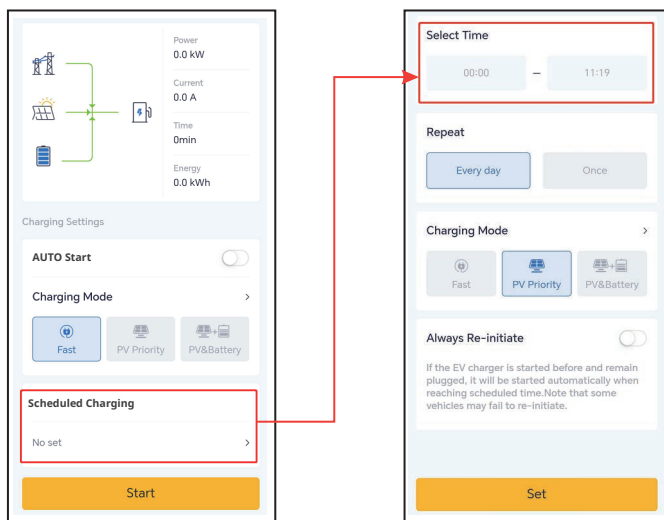 Power
0.0 kW
Current
0.0 A
Time
0min
Energy
0.0 kWh
Charging Settings
AUTO Start
Charging Mode
Fast
PV Priority
PV&Battery
Scheduled Charging
No set
Start
Select Time
00:00 – 11:19
Repeat
Every day
Once
Charging Mode
Fast
PV Priority
PV&Battery
Always Re-initiate
If the EV charger is started before and remain
plugged, it will be started automatically when
reaching scheduled time.Note that some
vehicles may fail to re-initiate.
Set